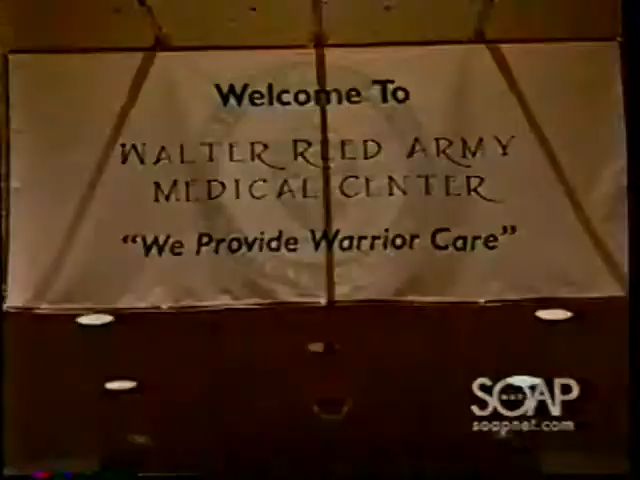 Welcome To
WALTER REED ARMY
MEDICAL CENTER
"We Provide Warrior Care"
SOAP
soapnet.com